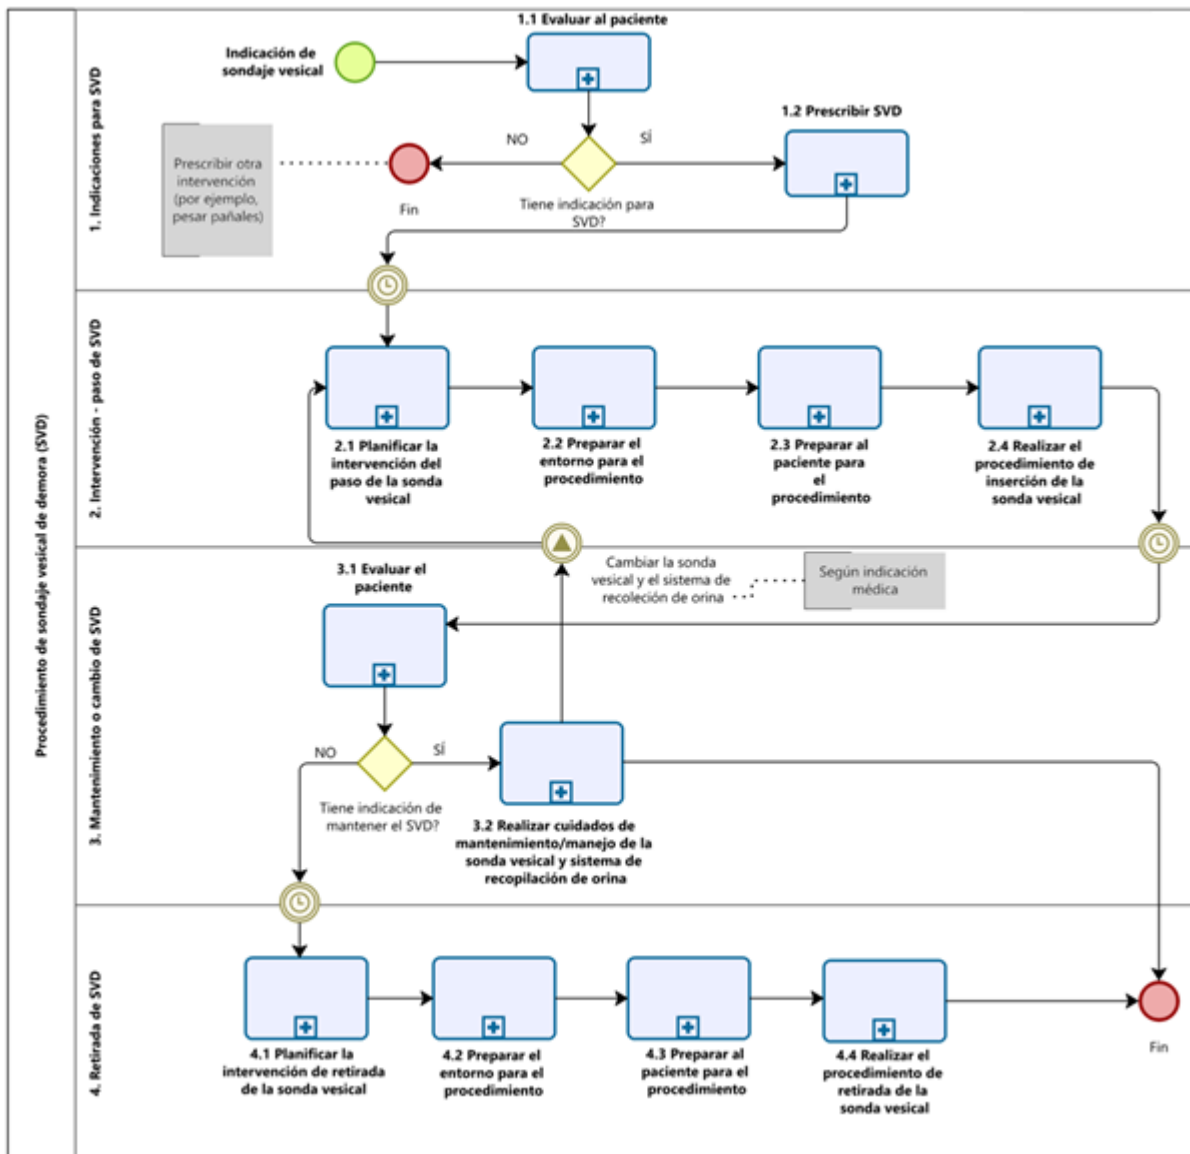 Procedimiento de sondaje vesical de demora (SVD)
1. Indicaciones para SVD
1.1 Evaluar al paciente
Indicación de
sondaje vesical
1.2 Prescribir SVD
NO
SÍ
Prescribir otra
intervención
(por ejemplo,
pesar pañales)
Fin
Tiene indicación para
SVD?
2. Intervención - paso de SVD
2.1 Planificar la
intervención del
paso de la sonda
vesical
2.2 Preparar el
entorno para el
procedimiento
2.3 Preparar al
paciente para
el
procedimiento
2.4 Realizar el
procedimiento de
inserción de la
sonda vesical
3. Mantenimiento o cambio de SVD
3.1 Evaluar el
paciente
Cambiar la sonda
vesical y el sistema de
recoleción de orina
Según indicación
médica
NO
SÍ
Tiene indicación de
mantener el SVD?
3.2 Realizar cuidados de
mantenimiento/manejo de la
sonda vesical y sistema de
recopilación de orina
4. Retirada de SVD
4.1 Planificar la
intervención de retirada
de la sonda vesical
4.2 Preparar el
entorno para el
procedimiento
4.3 Preparar al
paciente para el
procedimiento
4.4 Realizar el
procedimiento de
retirada de la
sonda vesical
Fin